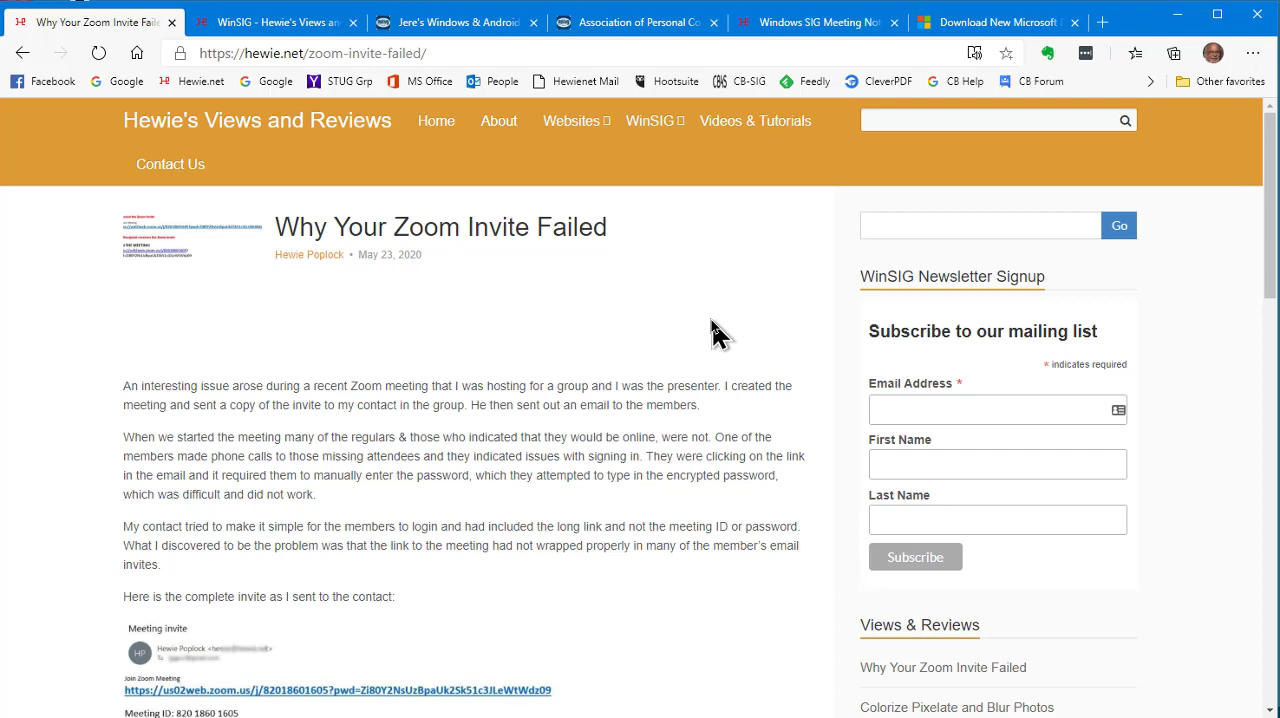 Why Your Zoom Invite Faile
WinSIG - Hewie's Views and
Jere's Windows & Android
Association of Personal Co
Windows SIG Meeting Not
Download New Microsoft
https://hewie.net/zoom-invite-failed/
Facebook Google Hewie.net Google STUG Grp MS Office People Hewienet Mail Hootsuite CB-SIG Feedly CleverPDF CB Help CB Forum Other favorites
Hewie's Views and Reviews Home About Websites WinSIG Videos & Tutorials
Contact Us
Why Your Zoom Invite Failed
Hewie Poplock • May 23, 2020
An interesting issue arose during a recent Zoom meeting that I was hosting for a group and I was the presenter. I created the
meeting and sent a copy of the invite to my contact in the group. He then sent out an email to the members.
When we started the meeting many of the regulars & those who indicated that they would be online, were not. One of the
members made phone calls to those missing attendees and they indicated issues with signing in. They were clicking on the link
in the email and it required them to manually enter the password, which they attempted to type in the encrypted password,
which was difficult and did not work.
My contact tried to make it simple for the members to login and had included the long link and not the meeting ID or password.
What I discovered to be the problem was that the link to the meeting had not wrapped properly in many of the member's email
invites.
Here is the complete invite as I sent to the contact:
Meeting invite
HP
Hewie Poplock
To
Join Zoom Meeting
https://us02web.zoom.us/j/82018601605?pwd=Zi80Y2NsUzBpaUk2Sk51c3JLeWtWdz09
Meeting ID: 820 1860 1605
Go
WinSIG Newsletter Signup
Subscribe to our mailing list
* indicates required
Email Address *
First Name
Last Name
Subscribe
Views & Reviews
Why Your Zoom Invite Failed
Colorize Pixelate and Blur Photos